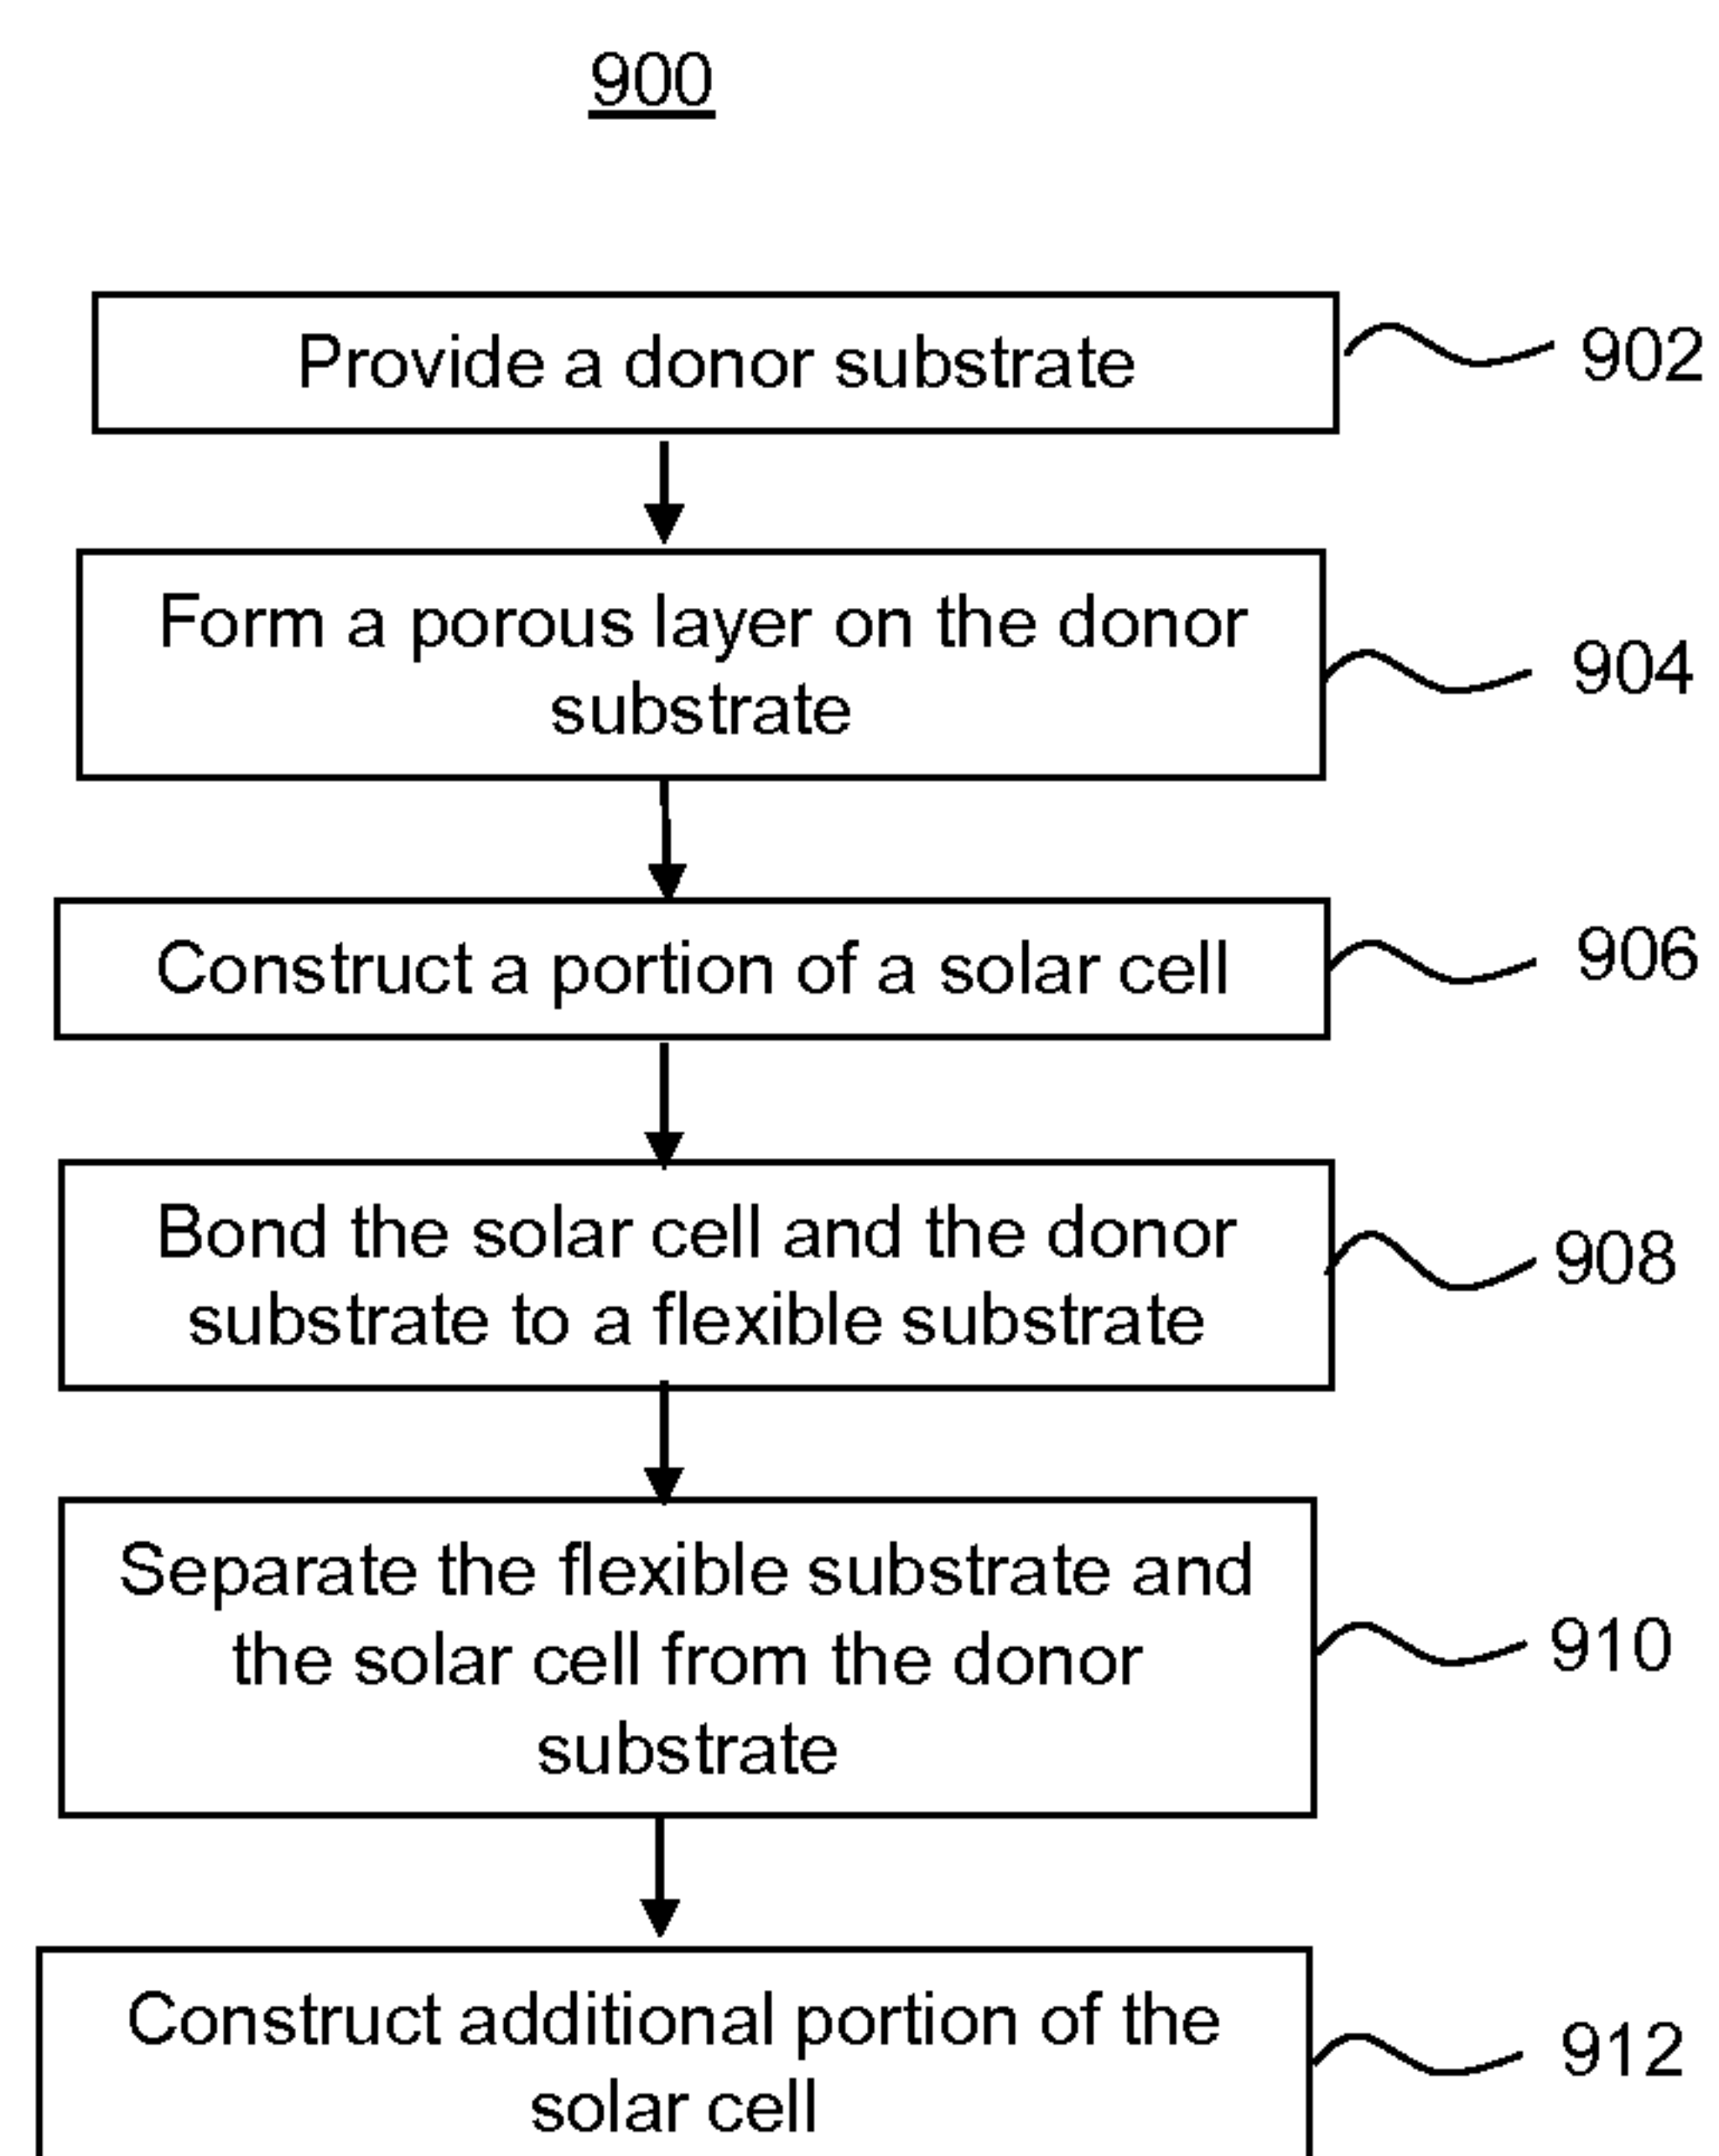 900
Provide a donor substrate
902
Form a porous layer on the donor
substrate
904
Construct a portion of a solar cell
906
Bond the solar cell and the donor
substrate to a flexible substrate
908
Separate the flexible substrate and
the solar cell from the donor
substrate
910
Construct additional portion of the
solar cell
912